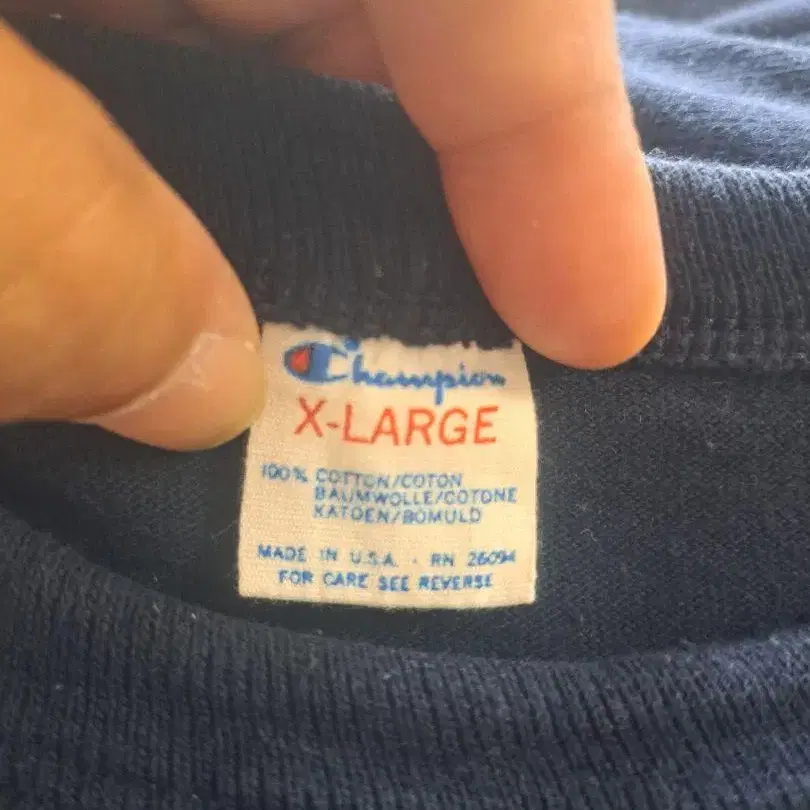 Champion
X-LARGE
100% COTTON/COTON
BAUMWOLLE/COTONE
KATOEN/BOMULD
MADE IN U.S.A. · RN 26094
FOR CARE SEE REVERSE